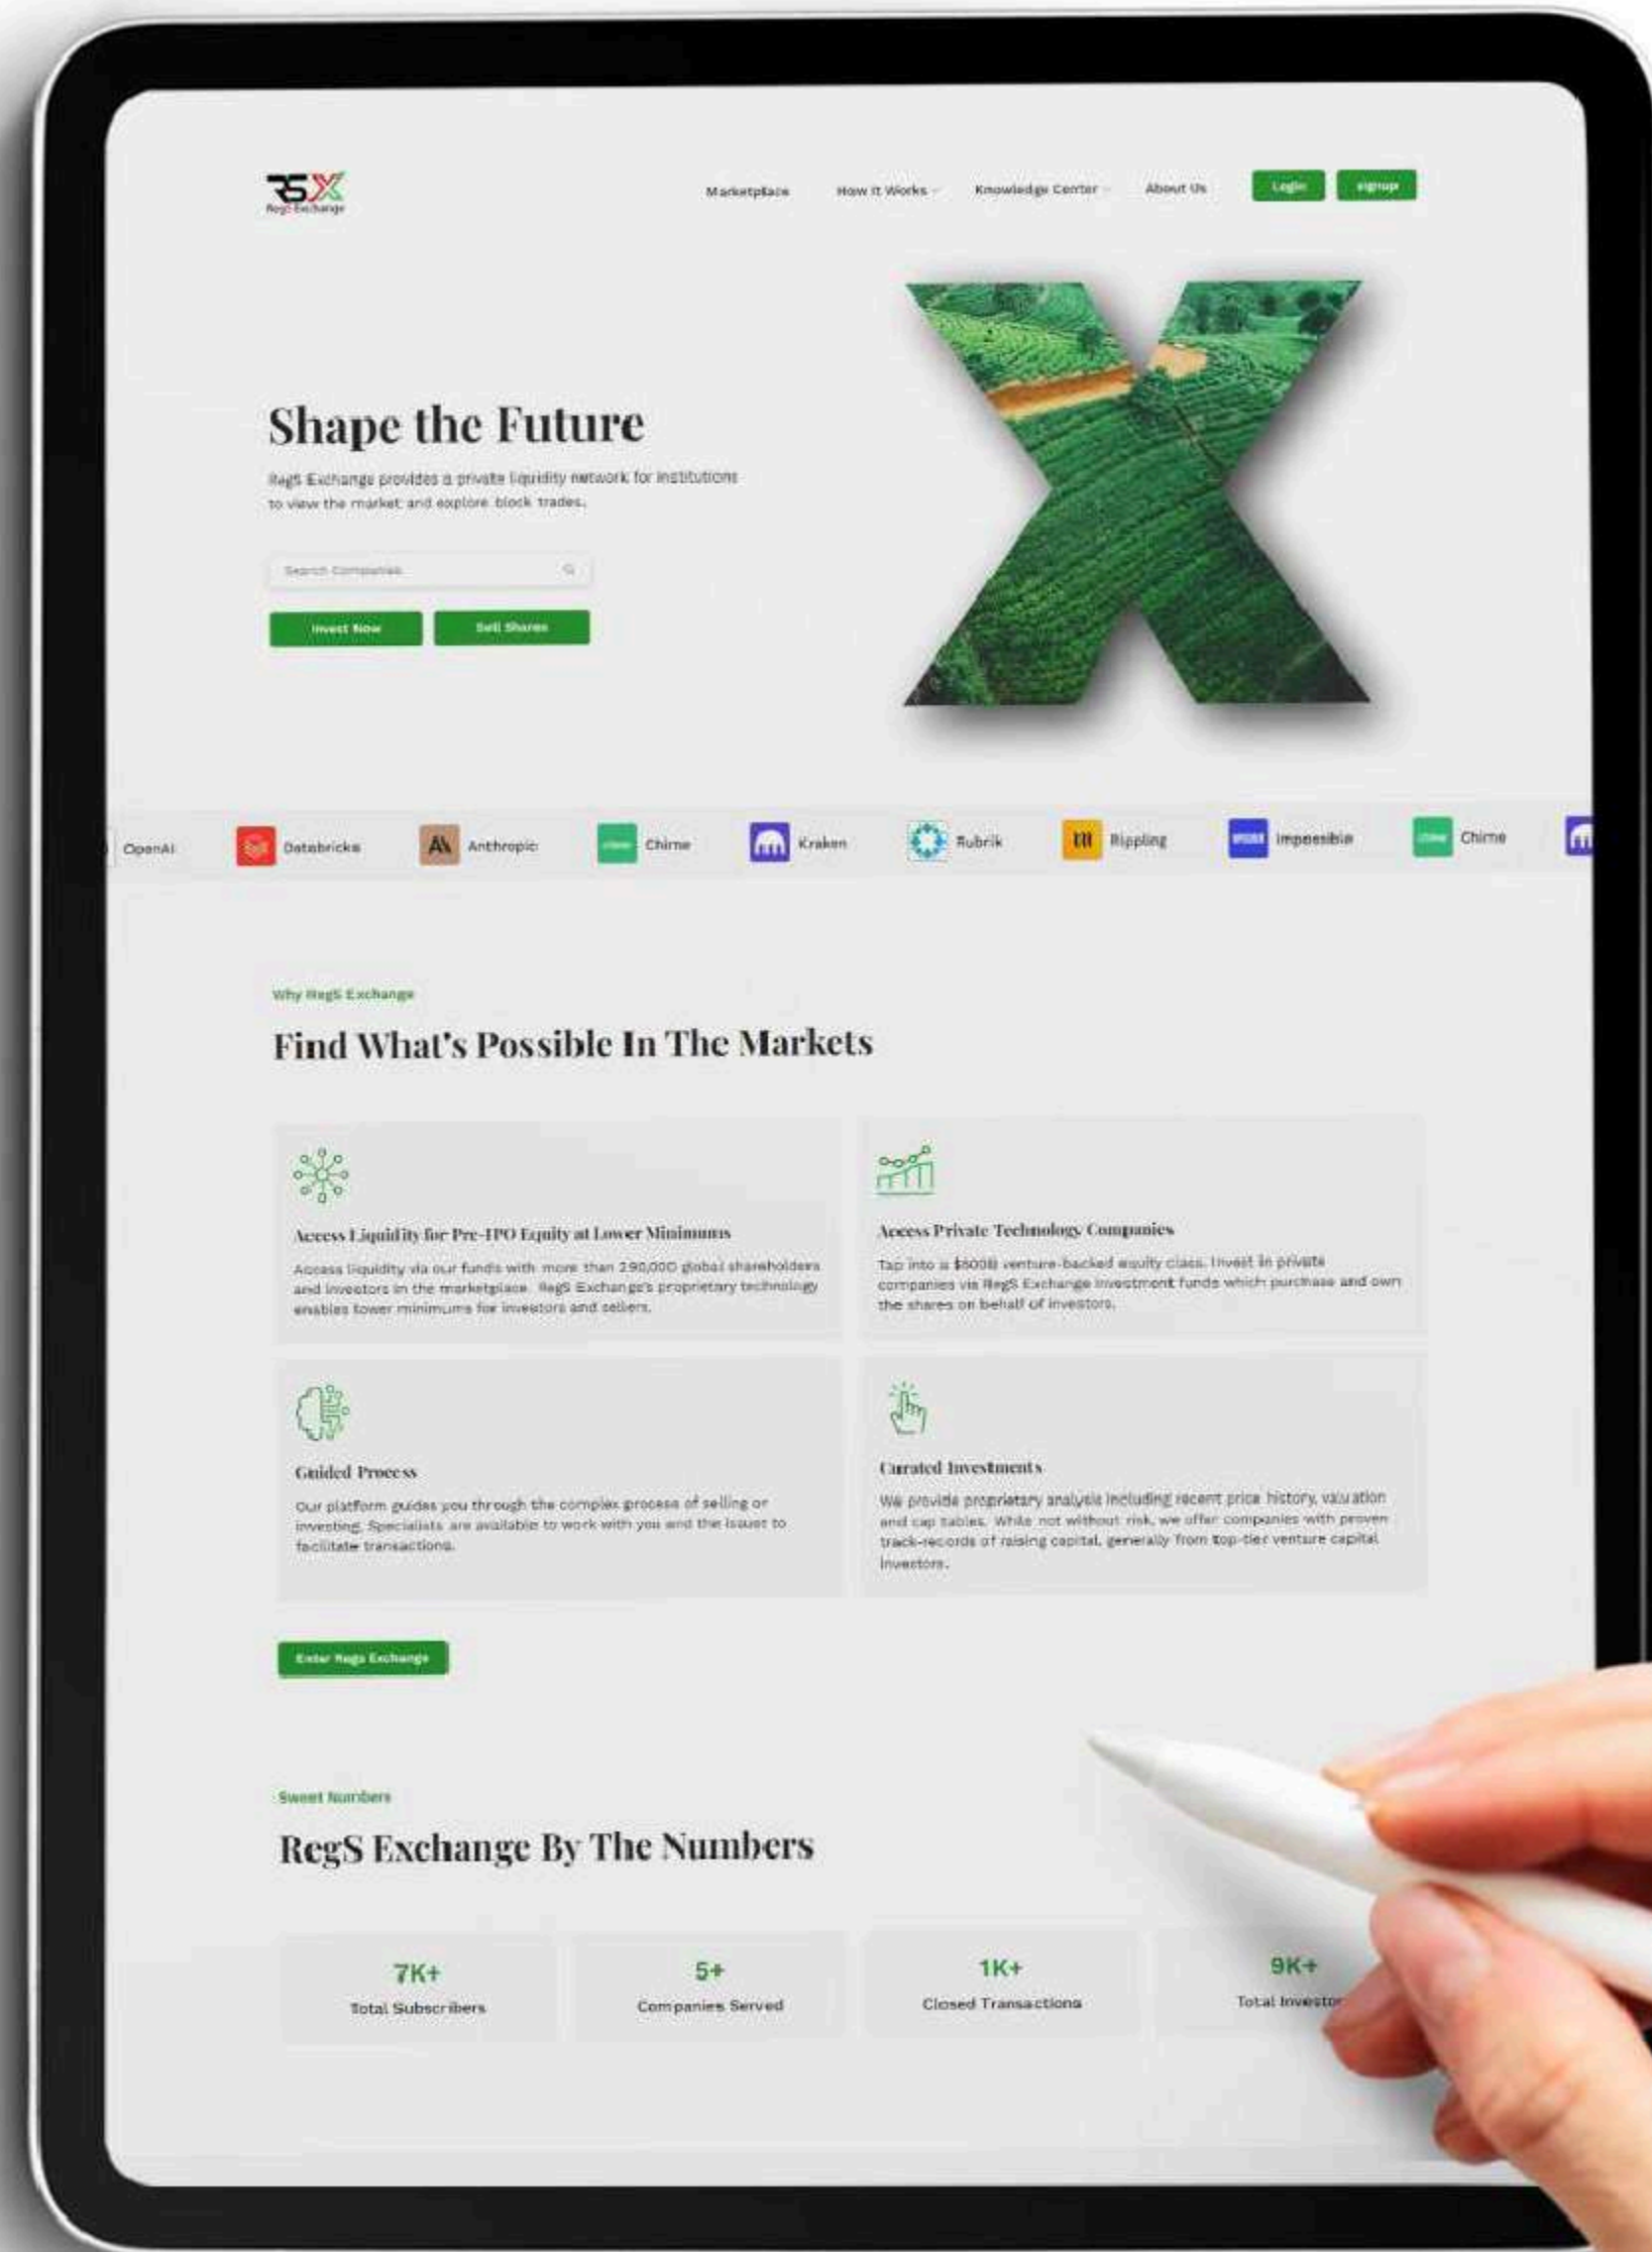 RSX
RegS Exchange
Marketplace How It Works Knowledge Center About Us Login signup
Shape the Future
RegS Exchange provides a private liquidity network for institutions
to view the market and explore block trades.
Search Companies
Invest Now Sell Shares
OpenAI Databricks Anthropic Chime Kraken Rubrik Rippling Impossible Chime
Why RegS Exchange
Find What's Possible In The Markets
Access Liquidity for Pre-IPO Equity at Lower Minimums
Access liquidity via our funds with more than 290,000 global shareholders
and investors in the marketplace. RegS Exchange's proprietary technology
enables lower minimums for investors and sellers.
Access Private Technology Companies
Tap into a $600B venture-backed equity class. Invest in private
companies via RegS Exchange investment funds which purchase and own
the shares on behalf of investors.
Guided Process
Our platform guides you through the complex process of selling or
investing. Specialists are available to work with you and the issuer to
facilitate transactions.
Curated Investments
We provide proprietary analysis including recent price history, valuation
and cap tables. While not without risk, we offer companies with proven
track-records of raising capital, generally from top-tier venture capital
investors.
Enter Regs Exchange
Sweet Numbers
RegS Exchange By The Numbers
7K+
Total Subscribers
5+
Companies Served
1K+
Closed Transactions
9K+
Total Investor